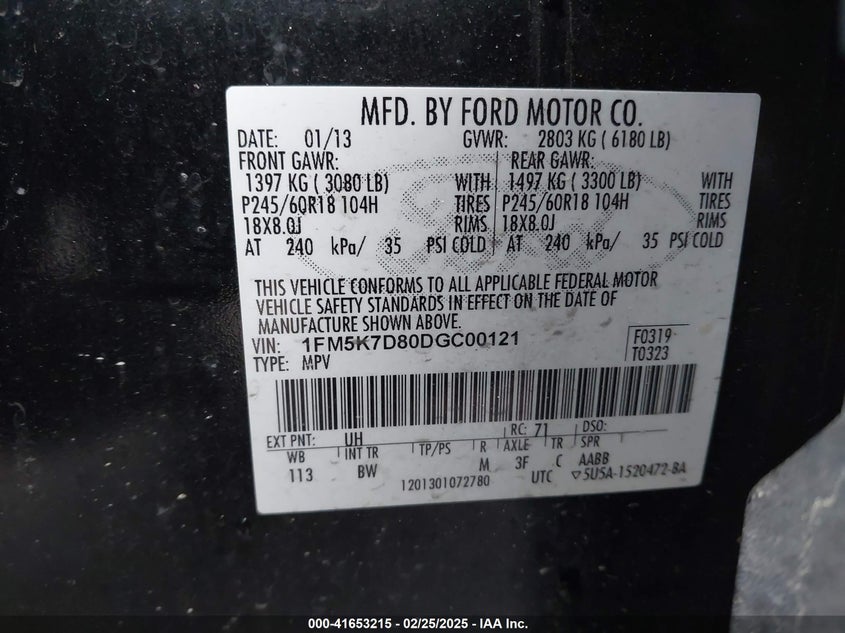 MFD. BY FORD MOTOR CO.
DATE: 01/13 GVWR: 2803 KG ( 6180 LB)
FRONT GAWR: REAR GAWR:
1397 KG ( 3080 LB) WITH 1497 KG ( 3300 LB) WITH
P245/60R18 104H TIRES P245/60R18 104H TIRES
18X8.0J RIMS 18X8.0J RIMS
AT 240 kPa/ 35 PSI COLD AT 240 kPa/ 35 PSI COLD
THIS VEHICLE CONFORMS TO ALL APPLICABLE FEDERAL MOTOR
VEHICLE SAFETY STANDARDS IN EFFECT ON THE DATE OF
MANUFACTURE SHOWN ABOVE.
VIN: 1FM5K7D80DGC00121 F0319
TYPE: MPV T0323
EXT PNT: UH RC: 71 DSO:
WB INT TR TP/PS R AXLE TR SPR
113 BW M 3F C AABB
1201301072780 UTC ▽5U5A-1520472-BA
000-41653215 - 02/25/2025 - IAA Inc.